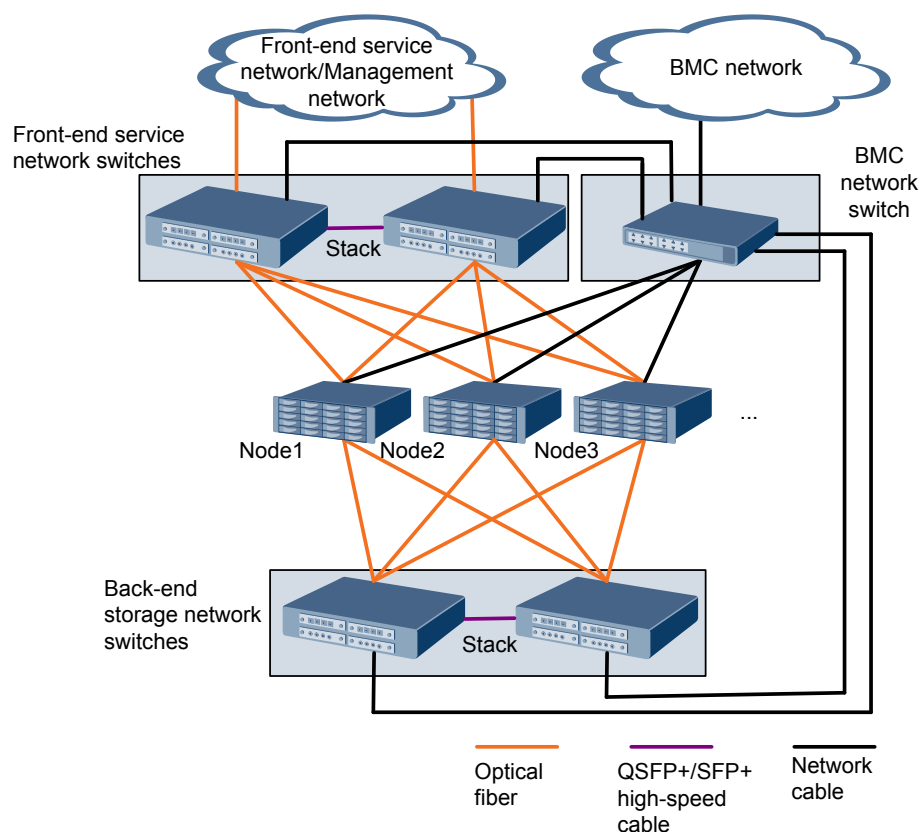 Front-end service
network/Management
network
BMC network
Front-end service
network switches
BMC
network
switch
Stack
Node1
Node2
Node3
...
Back-end
storage network
switches
Stack
Optical
fiber
QSFP+/SFP+
high-speed
cable
Network
cable